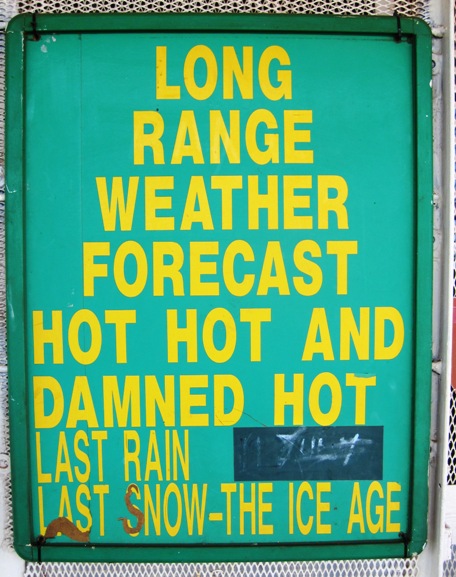 LONG
RANGE
WEATHER
FORECAST
HOT HOT AND
DAMNED HOT
LAST RAIN
LAST SNOW-THE ICE AGE